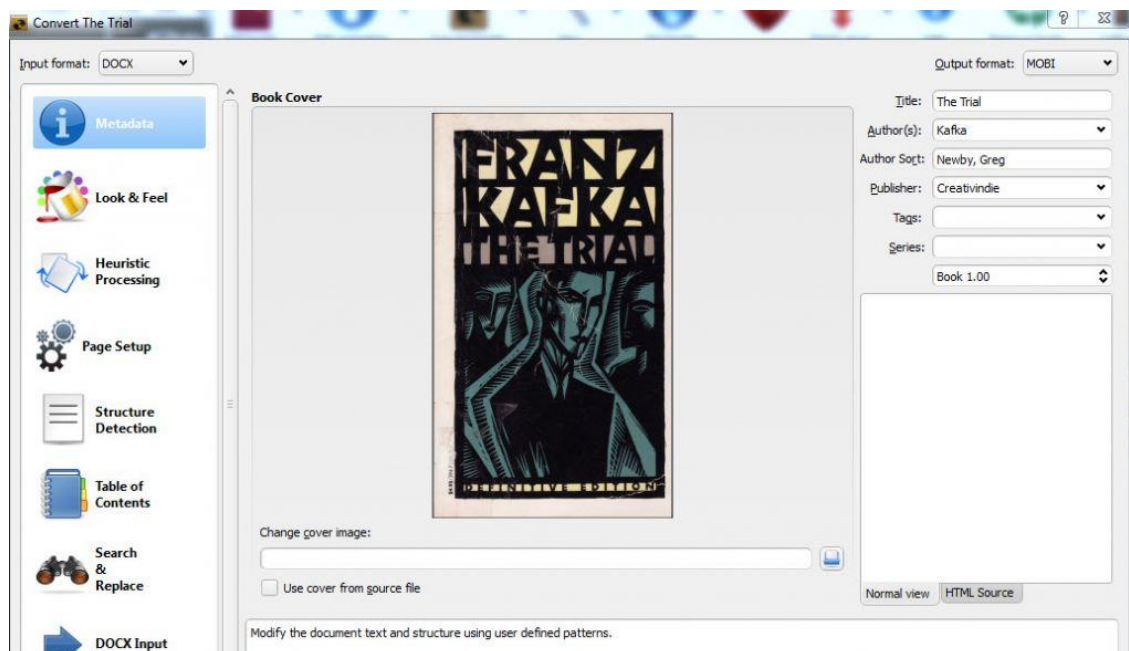 Convert The Trial
Input format: DOCX
Output format: MOBI
Metadata
Look & Feel
Heuristic
Processing
Page Setup
Structure
Detection
Table of
Contents
Search
&
Replace
DOCX Input
Book Cover
FRANZ
KAFKA
THE TRIAL
DEFINITIVE EDITION
Change cover image:
Use cover from source file
Title: The Trial
Author(s): Kafka
Author Sort: Newby, Greg
Publisher: Creativindie
Tags:
Series:
Book 1.00
Normal view HTML Source
Modify the document text and structure using user defined patterns.